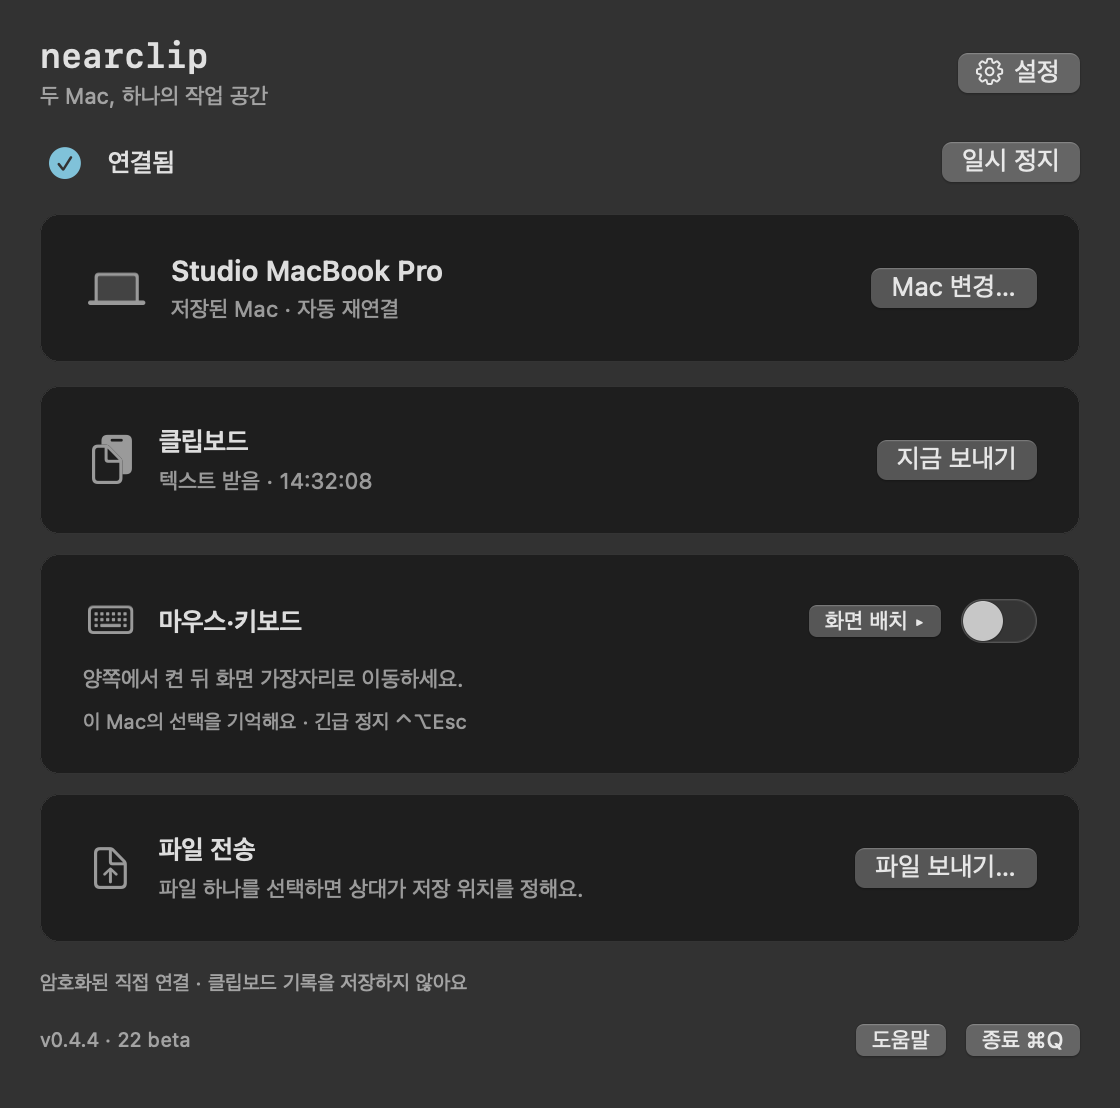 nearclip
두 Mac, 하나의 작업 공간
설정
연결됨
일시 정지
Studio MacBook Pro
저장된 Mac · 자동 재연결
Mac 변경...
클립보드
텍스트 받음 · 14:32:08
지금 보내기
마우스·키보드
화면 배치 ▸
양쪽에서 켠 뒤 화면 가장자리로 이동하세요.
이 Mac의 선택을 기억해요 · 긴급 정지 ⌃⌥Esc
파일 전송
파일 하나를 선택하면 상대가 저장 위치를 정해요.
파일 보내기...
암호화된 직접 연결 · 클립보드 기록을 저장하지 않아요
v0.4.4 · 22 beta
도움말
종료 ⌘Q